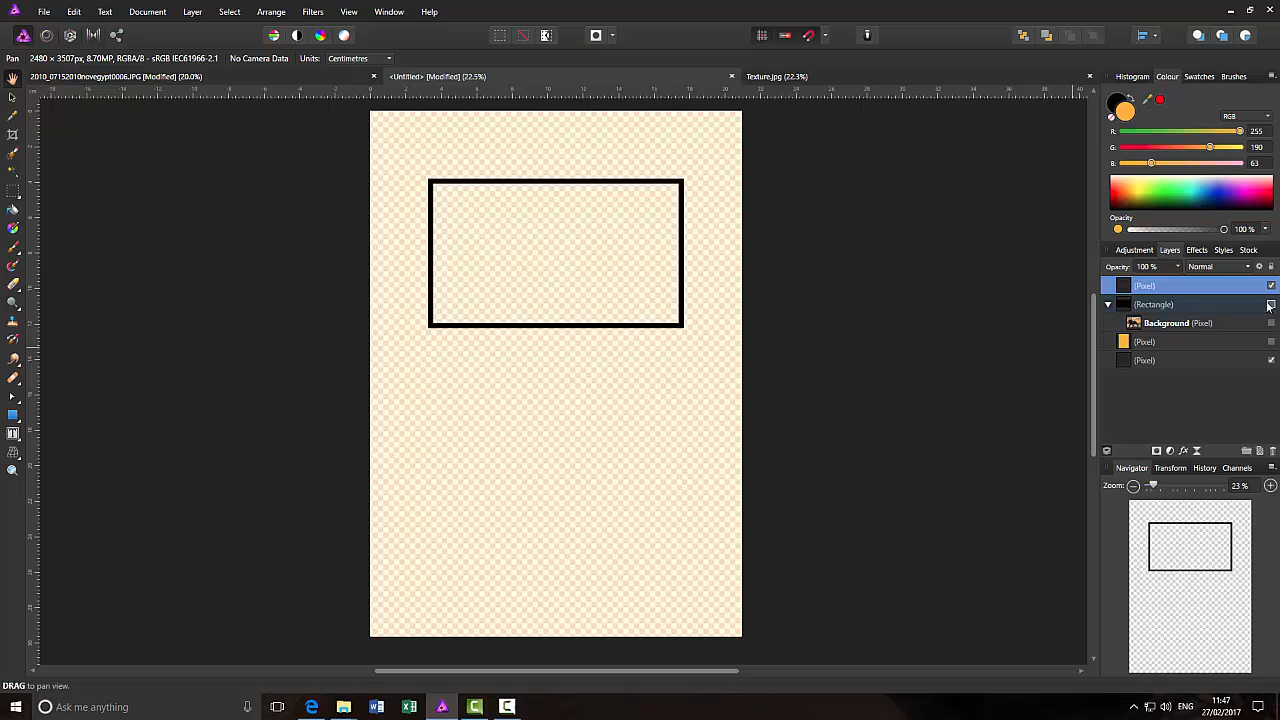 File Edit Text Document Layer Select Arrange Filters View Window Help
Pan 2480 × 3507px, 8.70MP, RGBA/8 - sRGB IEC61966-2.1 No Camera Data Units: Centimetres
2010_07152010novegypt0006.JPG [Modified] (20.0%) <Untitled> [Modified] (22.5%) Texture.jpg (22.3%)
Histogram Colour Swatches Brushes
RGB
R: 255
G: 190
B: 63
Opacity
100 %
Adjustment Layers Effects Styles Stock
Opacity: 100 % Normal
(Pixel)
(Rectangle)
Background (Pixel)
(Pixel)
(Pixel)
Navigator Transform History Channels
Zoom: 23 %
DRAG to pan view.
Ask me anything
ENG
11:47
27/02/2017